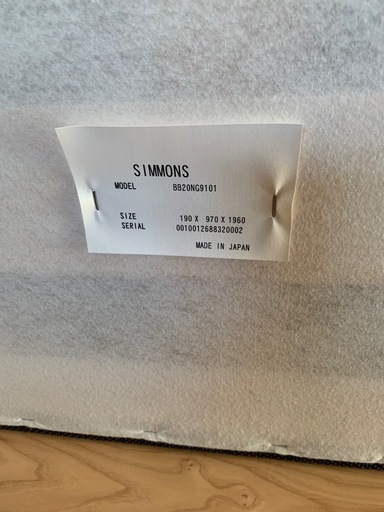 SIMMONS
MODEL BB20NG9101
SIZE 190 X 970 X 1960
SERIAL 0010012688320002
MADE IN JAPAN